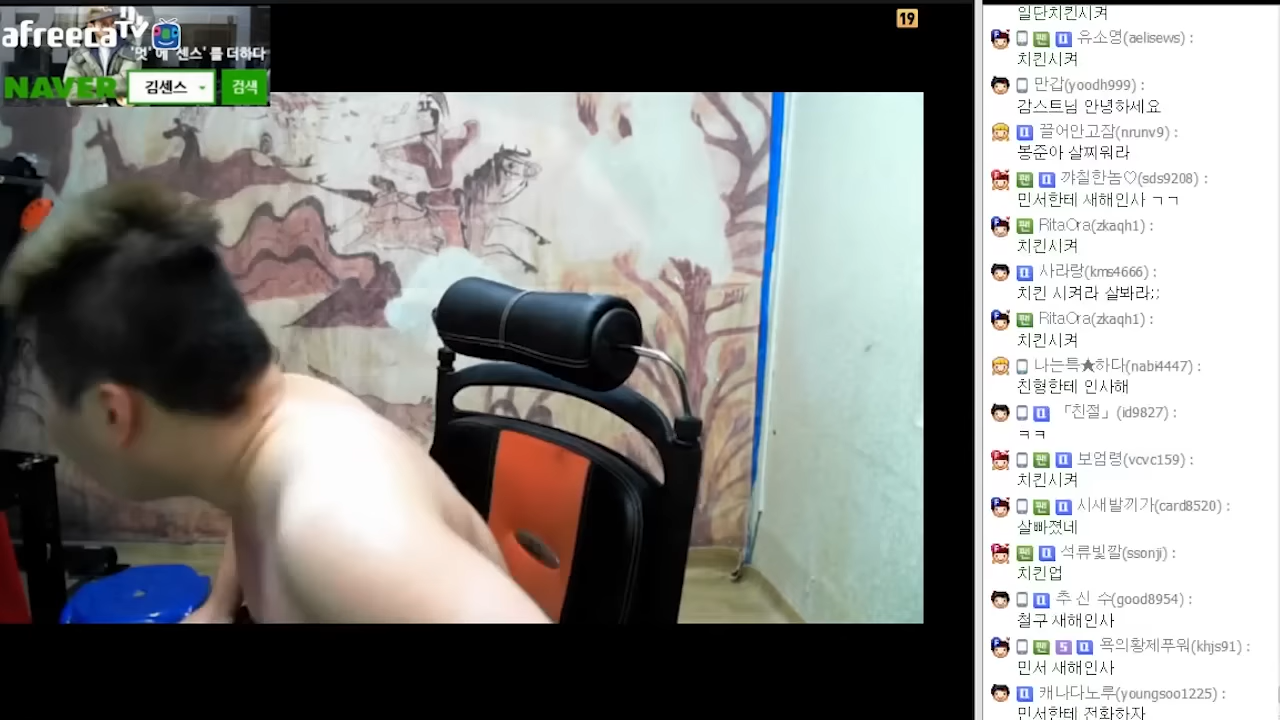 afreecaTV
'멋'에 '센스'를 더하다
NAVER 김센스 검색
19
일단치킨시켜
유소영(aelisews) :
치킨시켜
만갑(yoodh999) :
감스트님 안녕하세요
끌어안고잠(nrunv9) :
봉준아 살찌워라
꺄칠한놈♡(sds9208) :
민서한테 새해인사 ㄱㄱ
RitaOra(zkaqh1) :
치킨시켜
사라랑(kms4666) :
치킨 시켜라 살봐라;;
RitaOra(zkaqh1) :
치킨시켜
나는특★하다(nabi4447) :
친형한테 인사해
「친절」(id9827) :
ㅋㅋ
보엄령(vcvc159) :
치킨시켜
시새발끼가(card8520) :
살빠졌네
석류빛깔(ssonji) :
치킨업
추 신 수(good8954) :
철구 새해인사
욕의황제푸워(khjs91) :
민서 새해인사
캐나다노루(youngsoo1225) :
민서한테 전화하자